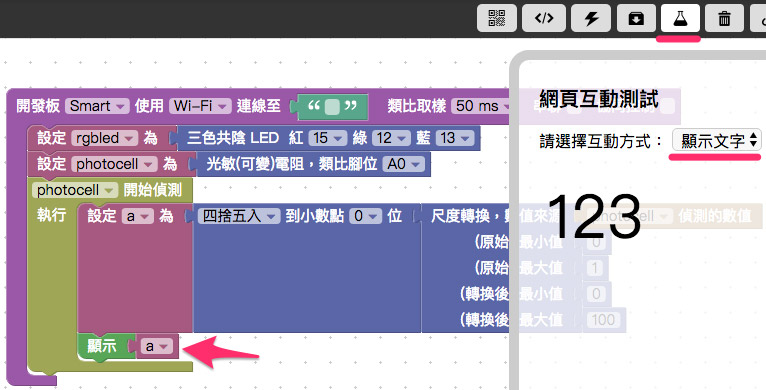 網頁互動測試
請選擇互動方式： 顯示文字
123
開發板 Smart 使用 Wi-Fi 連線至 “ ” 類比取樣 50 ms
設定 rgbled 為 三色共陰 LED 紅 15 綠 12 藍 13
設定 photocell 為 光敏(可變)電阻，類比腳位 A0
photocell 開始偵測
執行 設定 a 為 四捨五入 到小數點 0 位 尺度轉換，數值來源 photocell 偵測的數值
(原始 最小值 0
(原始 最大值 1
(轉換後 最小值 0
(轉換後 最大值 100
顯示 a